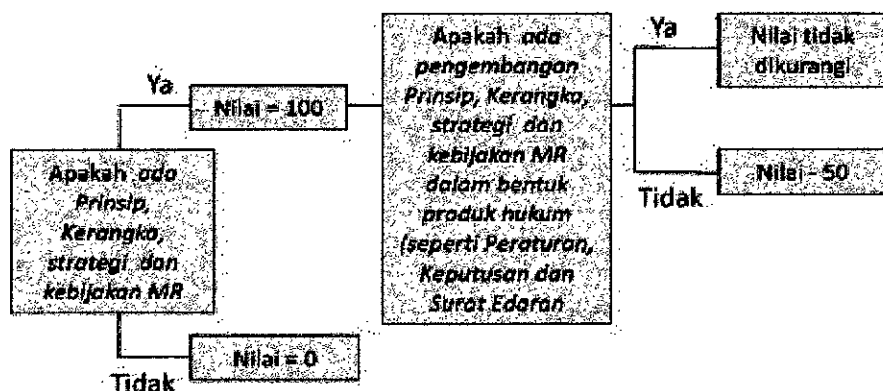 Apakah ada
Prinsip,
Kerangka,
strategi dan
kebijakan MR
Ya
Nilai = 100
Tidak
Nilai = 0
Apakah ada
pengembangan
Prinsip, Kerangka,
strategi dan
kebijakan MR
dalam bentuk
produk hukum
(seperti Peraturan,
Keputusan dan
Surat Edaran
Ya
Nilai tidak
dikurangi
Tidak
Nilai - 50